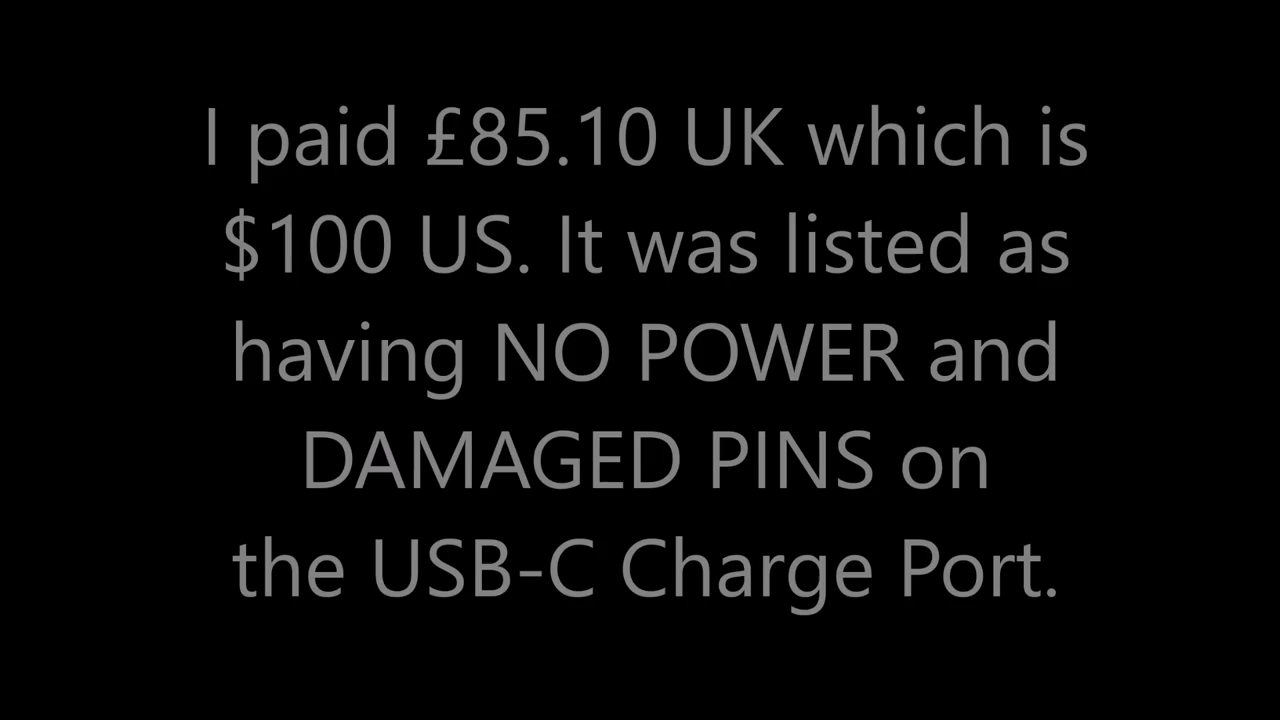 I paid £85.10 UK which is
$100 US. It was listed as
having NO POWER and
DAMAGED PINS on
the USB-C Charge Port.